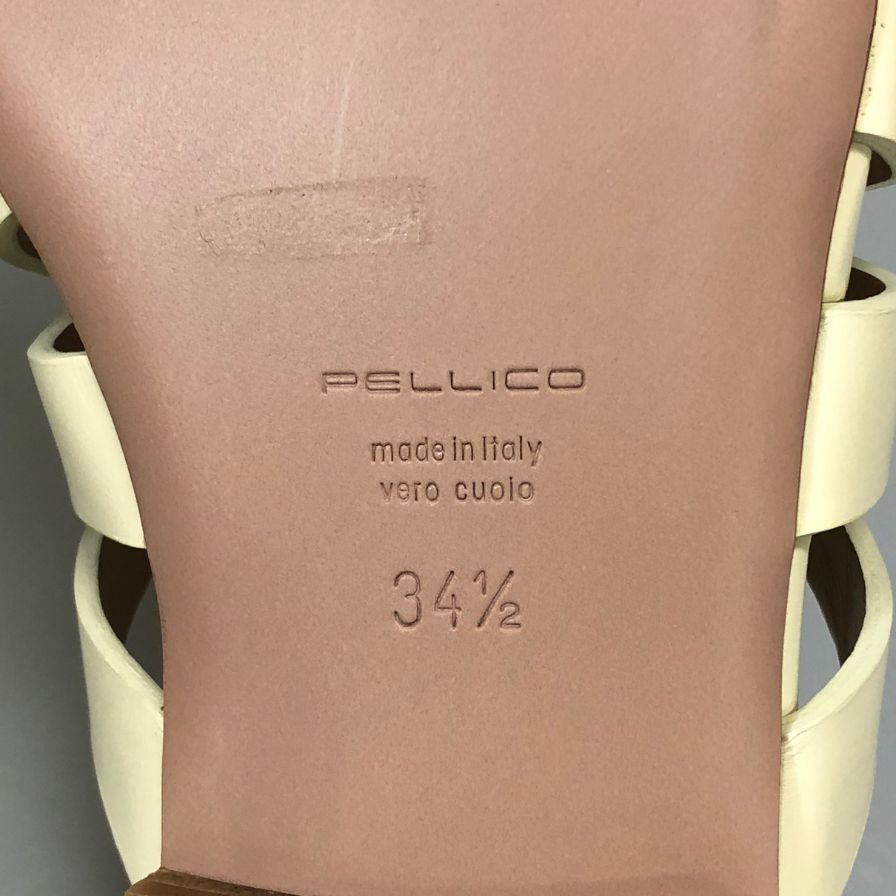 PELLICO
made in Italy
vero cuoio
34½